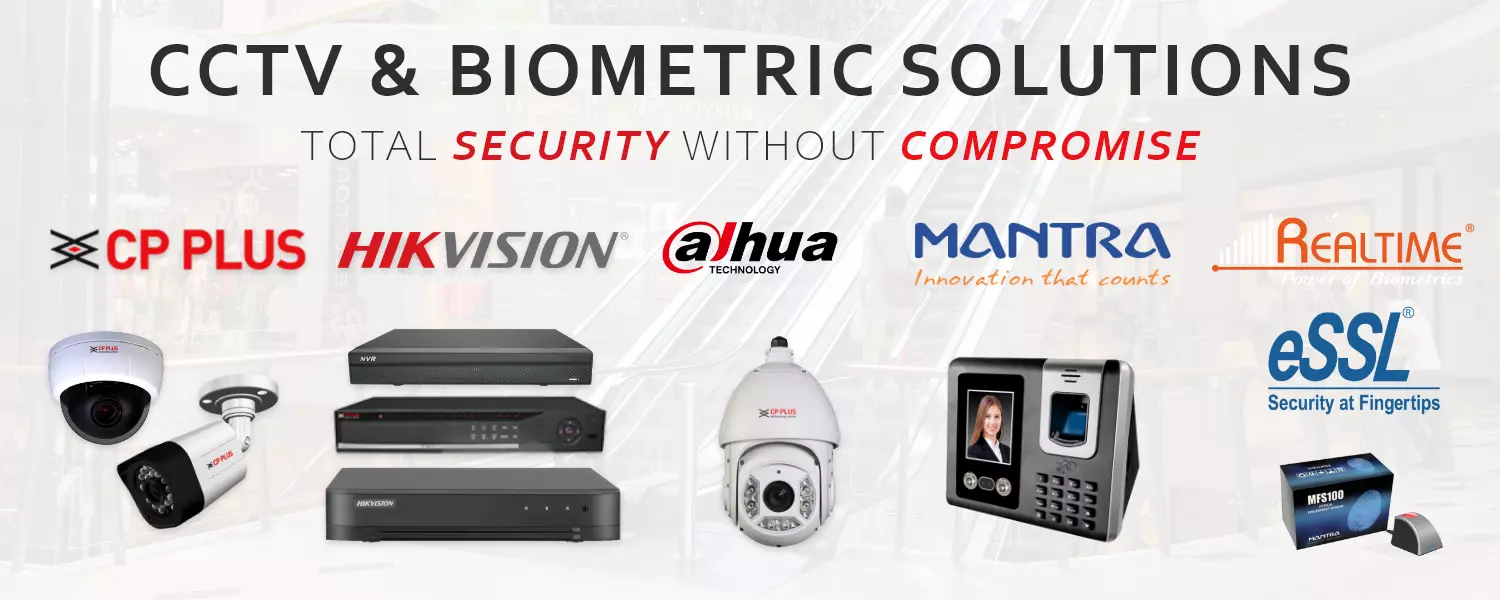 CCTV & BIOMETRIC SOLUTIONS
TOTAL SECURITY WITHOUT COMPROMISE
CP PLUS
HIKVISION®
alhua
TECHNOLOGY
MANTRA
Innovation that counts
REALTIME®
Power of Biometrics
eSSL®
Security at Fingertips
CP PLUS
CP PLUS
NVR
HIKVISION
CP PLUS
MFS100
MANTRA